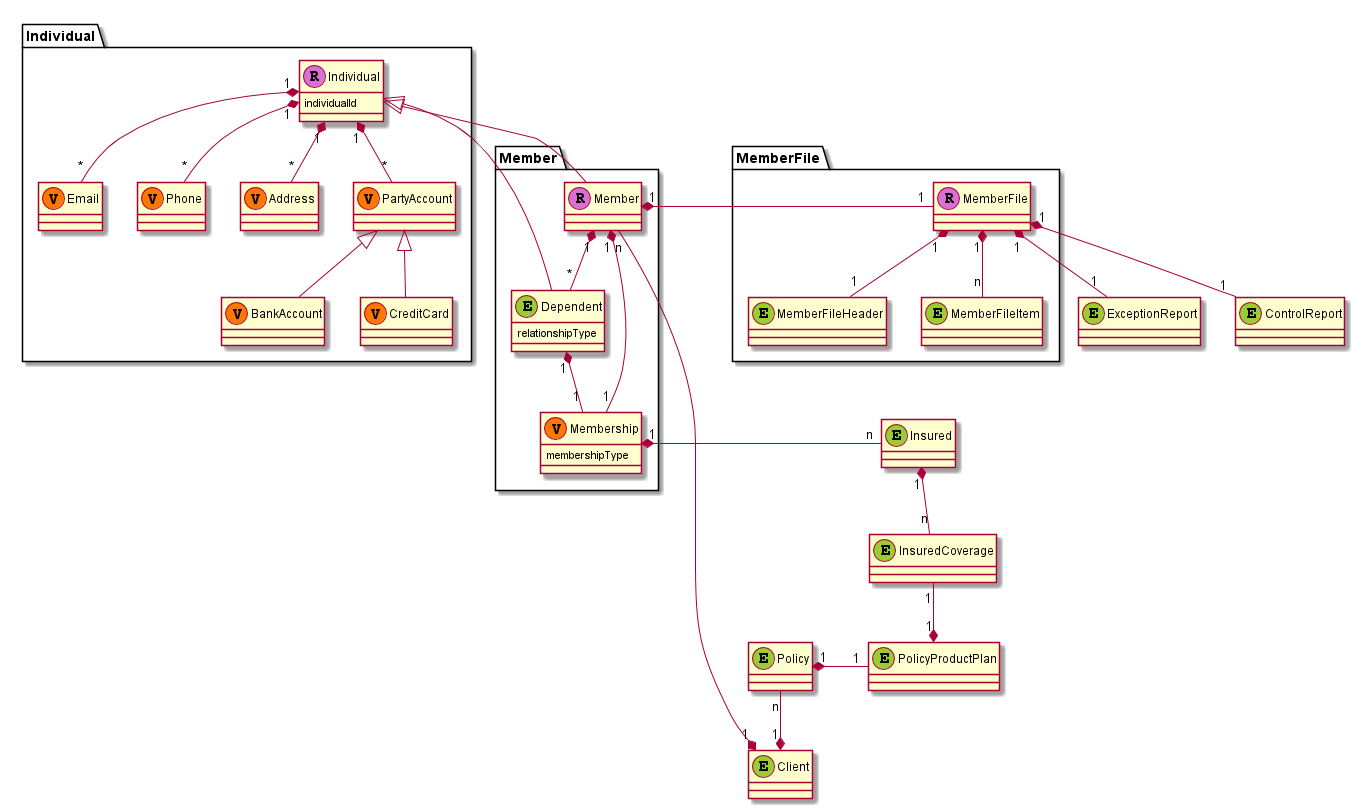 Individual
R Individual
individualId
1
1
1
1
*
*
*
*
V Email
V Phone
V Address
V PartyAccount
V BankAccount
V CreditCard
Member
R Member
1
1
1
n
*
E Dependent
relationshipType
1
1
1
V Membership
membershipType
1
n
MemberFile
1
R MemberFile
1
1
1
1
1
n
1
1
E MemberFileHeader
E MemberFileItem
E ExceptionReport
E ControlReport
E Insured
1
n
E InsuredCoverage
1
1
E Policy
1
1
E PolicyProductPlan
n
1
1
E Client